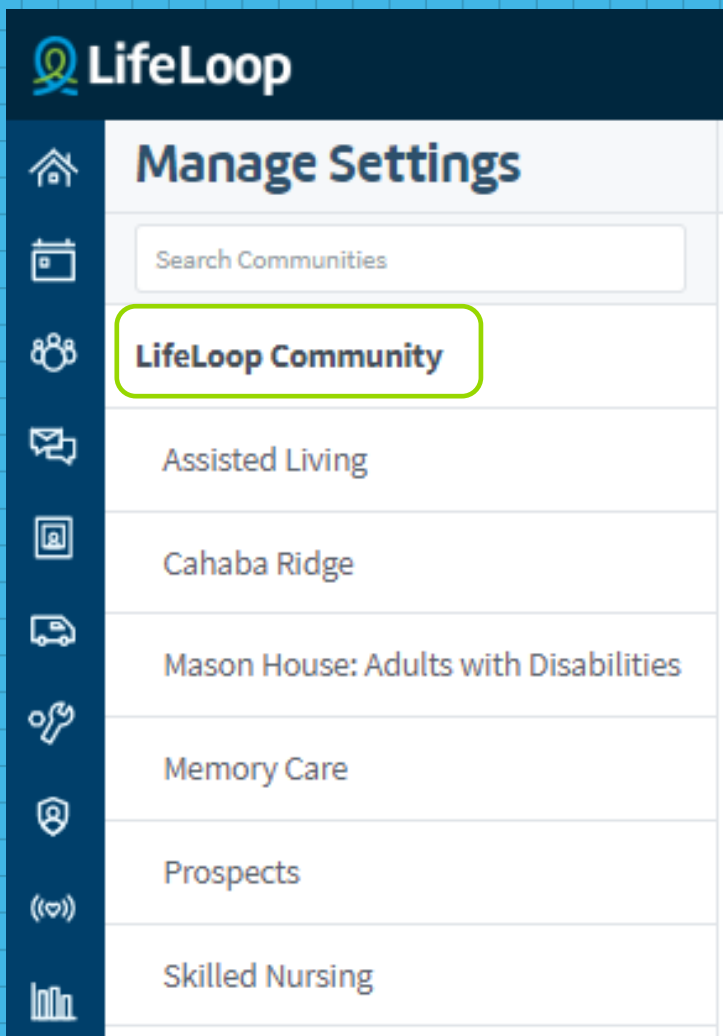 LifeLoop
Manage Settings
Search Communities
LifeLoop Community
Assisted Living
Cahaba Ridge
Mason House: Adults with Disabilities
Memory Care
Prospects
Skilled Nursing